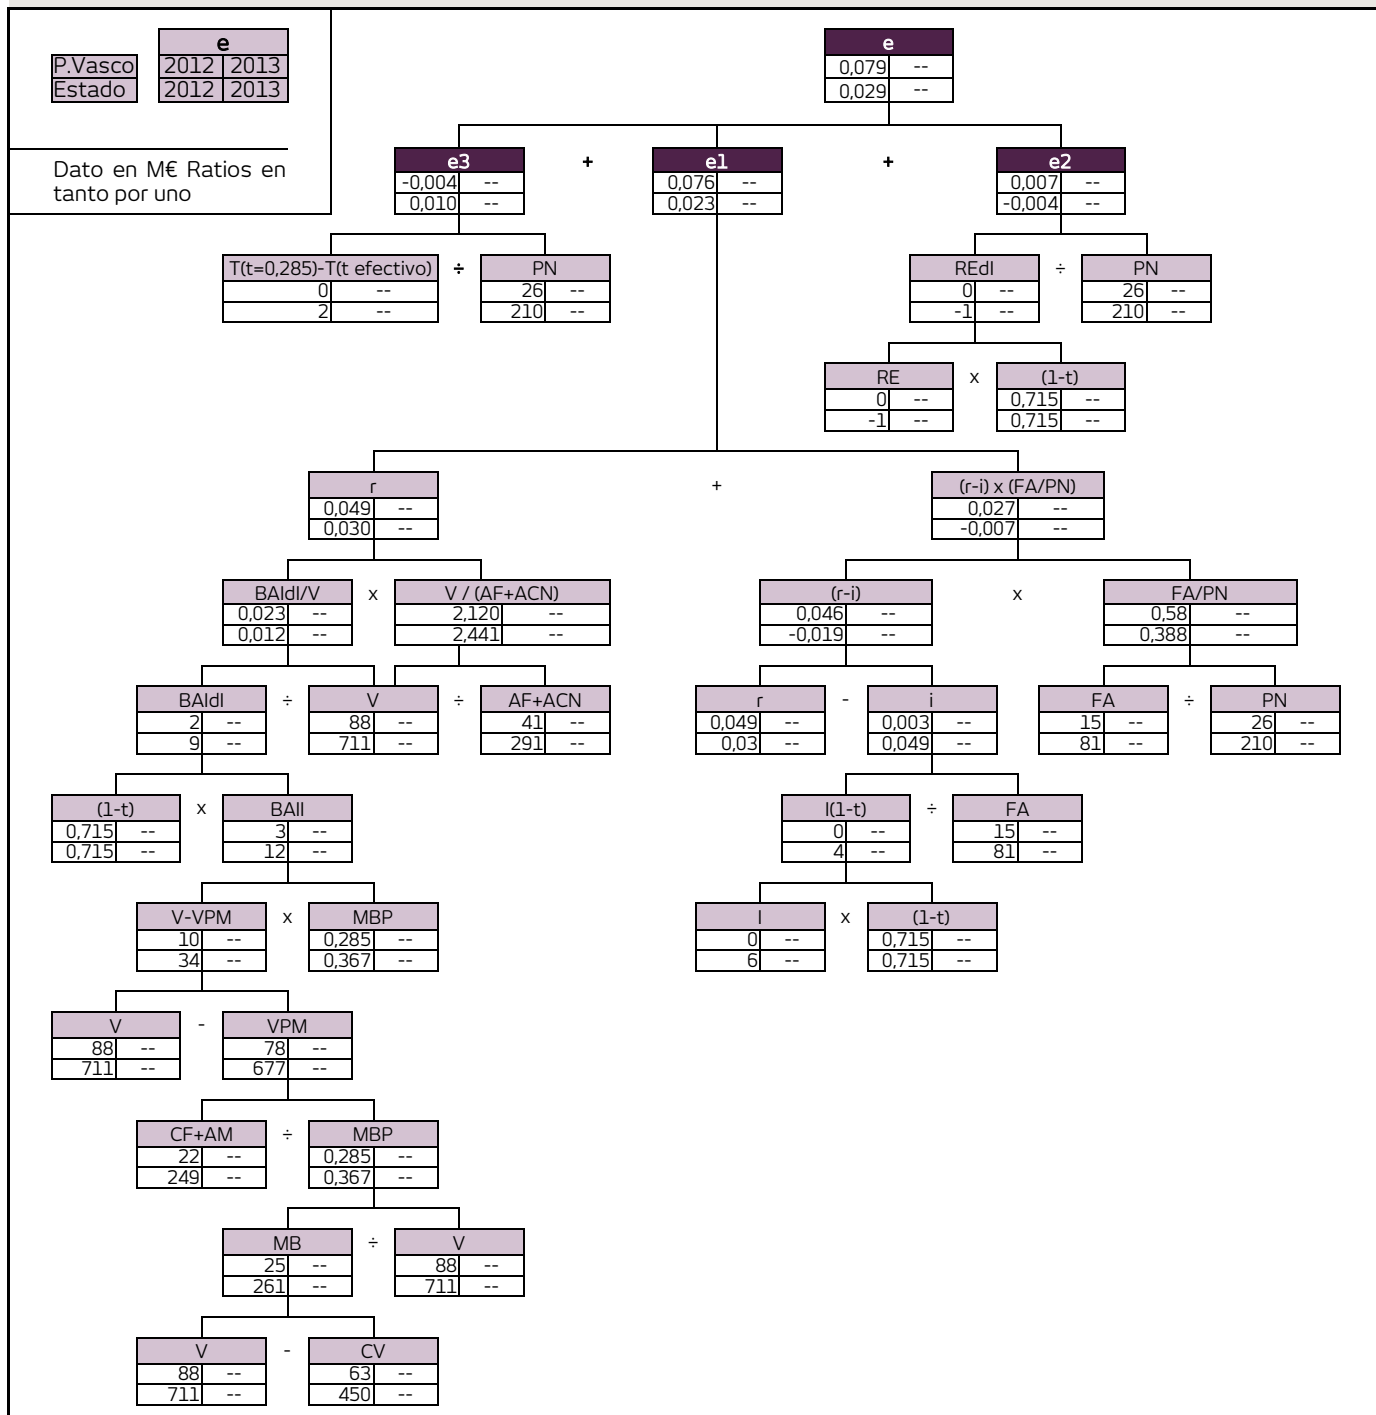 e
P.Vasco 2012 2013
Estado 2012 2013
Dato en M€ Ratios en
tanto por uno
e
0,079 --
0,029 --
e3 + e1 + e2
-0,004 -- 0,076 -- 0,007 --
0,010 -- 0,023 -- -0,004 --
T(t=0,285)-T(t efectivo) ÷ PN REdI ÷ PN
0 -- 26 -- 0 -- 26 --
2 -- 210 -- -1 -- 210 --
RE x (1-t)
0 -- 0,715 --
-1 -- 0,715 --
r + (r-i) x (FA/PN)
0,049 -- 0,027 --
0,030 -- -0,007 --
BAIdI/V x V / (AF+ACN) (r-i) x FA/PN
0,023 -- 2,120 -- 0,046 -- 0,58 --
0,012 -- 2,441 -- -0,019 -- 0,388 --
BAIdI ÷ V ÷ AF+ACN r - i FA ÷ PN
2 -- 88 -- 41 -- 0,049 -- 0,003 -- 15 -- 26 --
9 -- 711 -- 291 -- 0,03 -- 0,049 -- 81 -- 210 --
(1-t) x BAII I(1-t) ÷ FA
0,715 -- 3 -- 0 -- 15 --
0,715 -- 12 -- 4 -- 81 --
V-VPM x MBP I x (1-t)
10 -- 0,285 -- 0 -- 0,715 --
34 -- 0,367 -- 6 -- 0,715 --
V - VPM
88 -- 78 --
711 -- 677 --
CF+AM ÷ MBP
22 -- 0,285 --
249 -- 0,367 --
MB ÷ V
25 -- 88 --
261 -- 711 --
V - CV
88 -- 63 --
711 -- 450 --